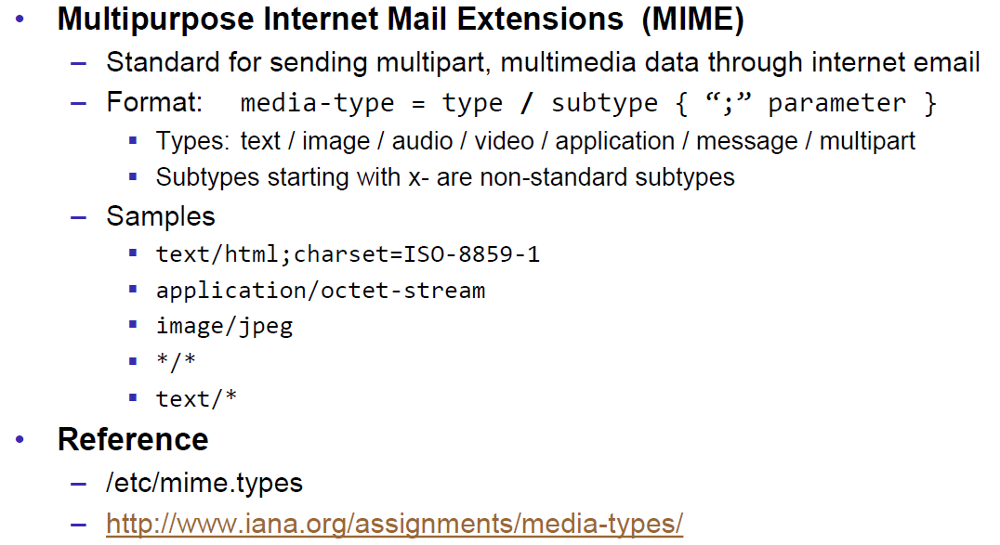 • Multipurpose Internet Mail Extensions (MIME)
– Standard for sending multipart, multimedia data through internet email
– Format: media-type = type / subtype { “;” parameter }
▪ Types: text / image / audio / video / application / message / multipart
▪ Subtypes starting with x- are non-standard subtypes
– Samples
▪ text/html;charset=ISO-8859-1
▪ application/octet-stream
▪ image/jpeg
▪ */*
▪ text/*
• Reference
– /etc/mime.types
– http://www.iana.org/assignments/media-types/